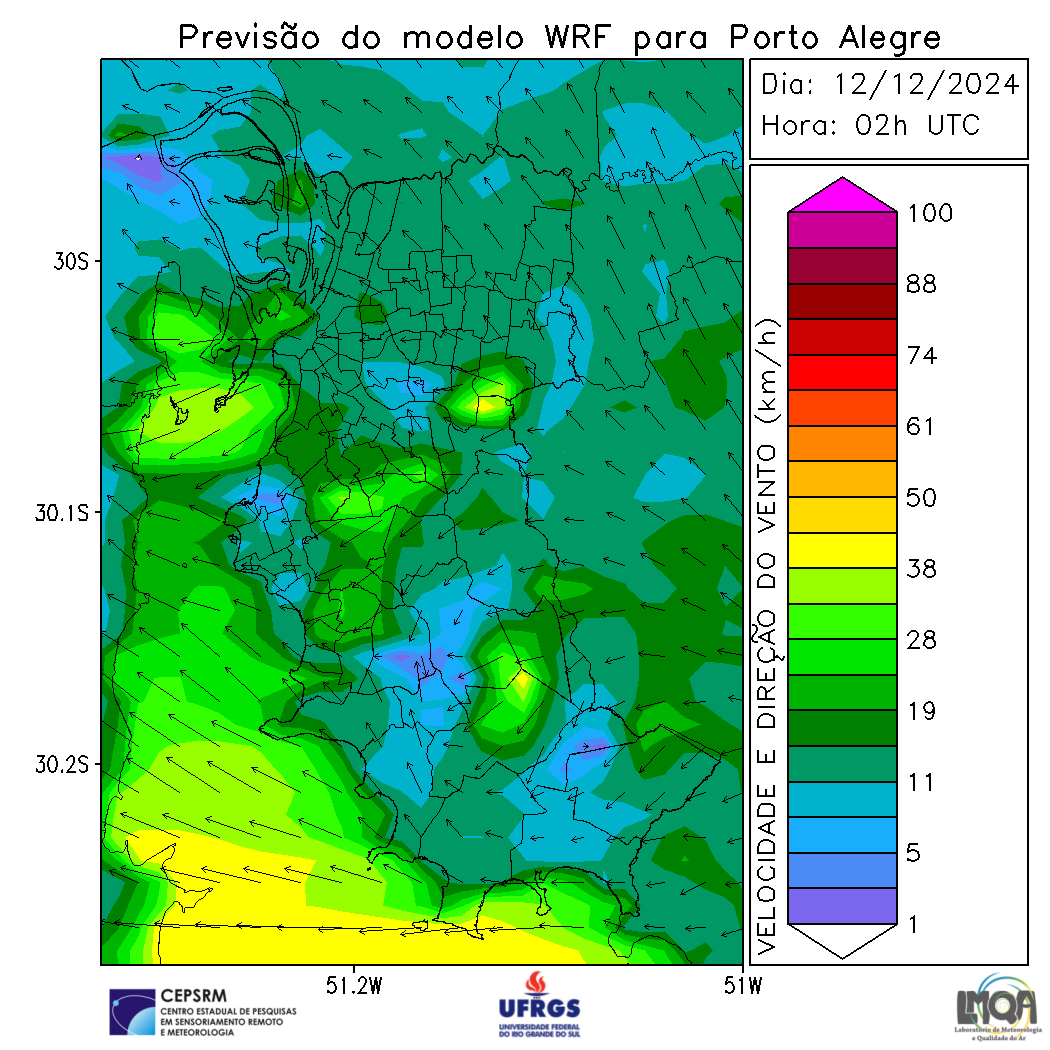 Previsão do modelo WRF para Porto Alegre
Dia: 12/12/2024
Hora: 02h UTC
30S
30.1S
30.2S
51.2W
51W
VELOCIDADE E DIREÇÃO DO VENTO (km/h)
100
88
74
61
50
38
28
19
11
5
1
CEPSRM
CENTRO ESTADUAL DE PESQUISAS
EM SENSORIAMENTO REMOTO
E METEOROLOGIA
UFRGS
UNIVERSIDADE FEDERAL
DO RIO GRANDE DO SUL
LMQA
Laboratório de Meteorologia
e Qualidade do Ar